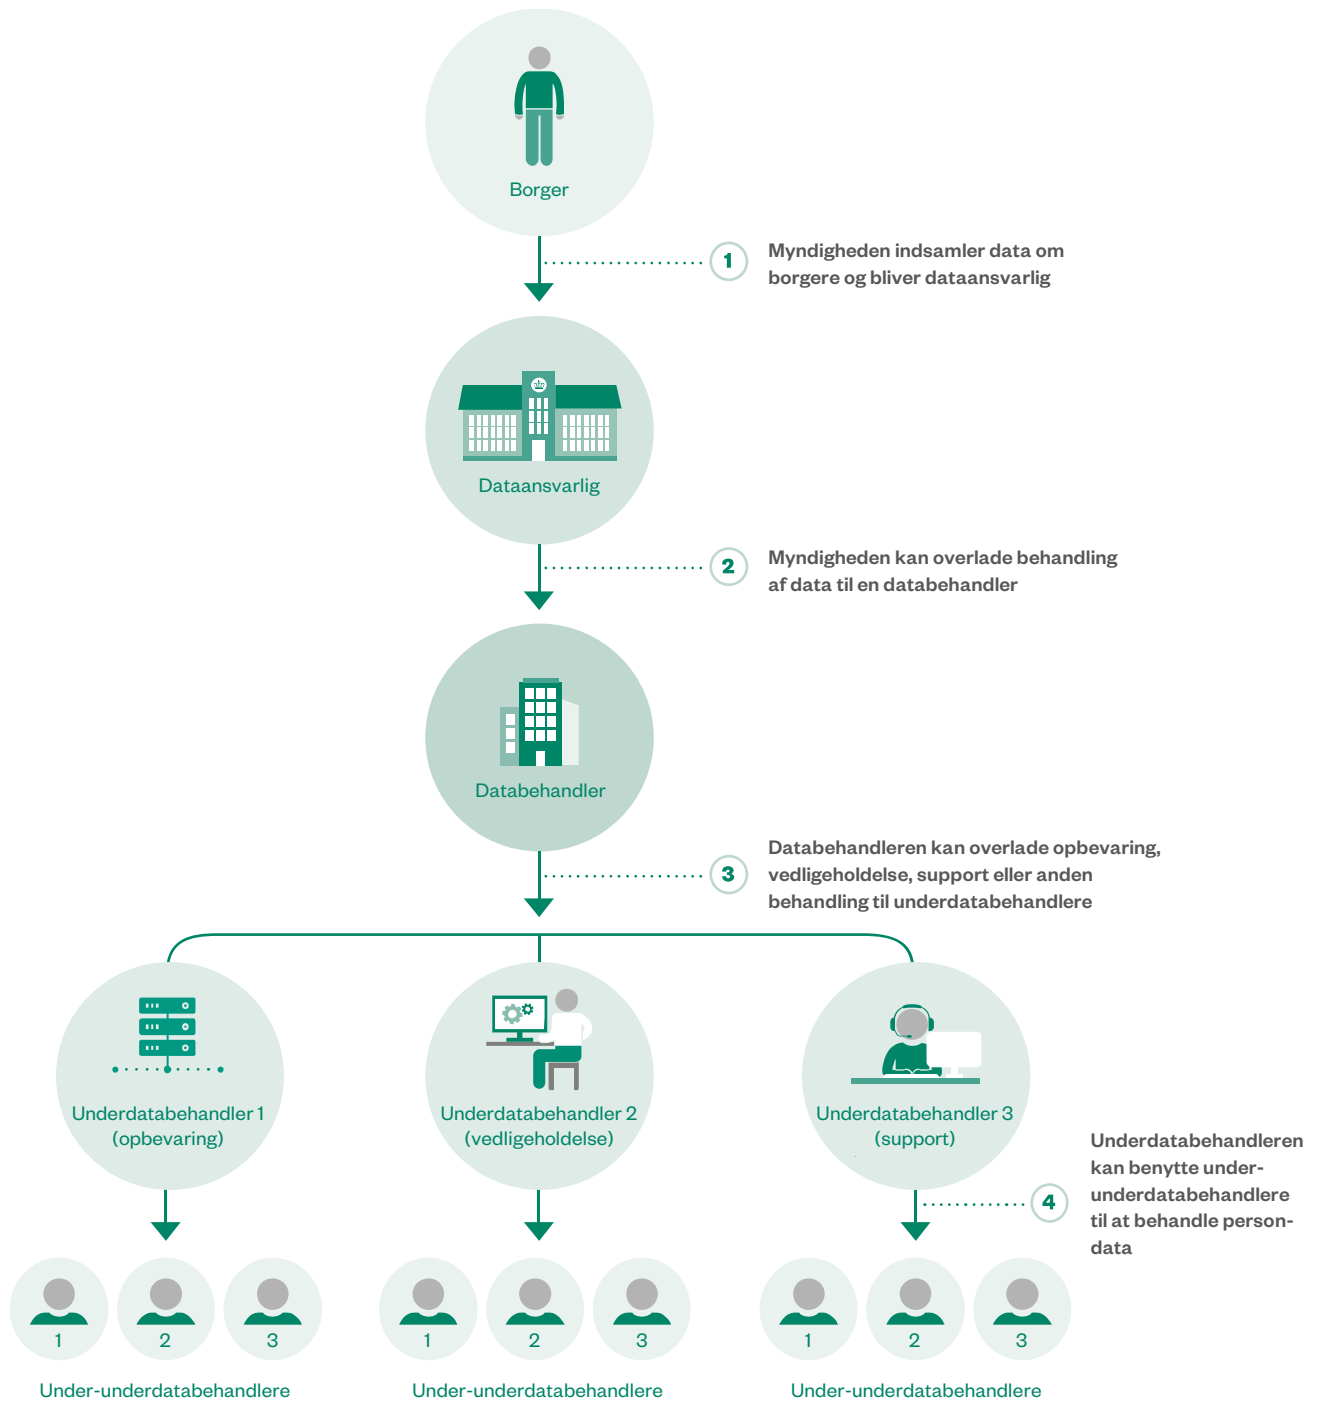 Borger
1
Myndigheden indsamler data om
borgere og bliver dataansvarlig
Dataansvarlig
2
Myndigheden kan overlade behandling
af data til en databehandler
Databehandler
3
Databehandleren kan overlade opbevaring,
vedligeholdelse, support eller anden
behandling til underdatabehandlere
Underdatabehandler 1
(opbevaring)
Underdatabehandler 2
(vedligeholdelse)
Underdatabehandler 3
(support)
4
Underdatabehandleren
kan benytte under-
underdatabehandlere
til at behandle person-
data
1
2
3
Under-underdatabehandlere
1
2
3
Under-underdatabehandlere
1
2
3
Under-underdatabehandlere